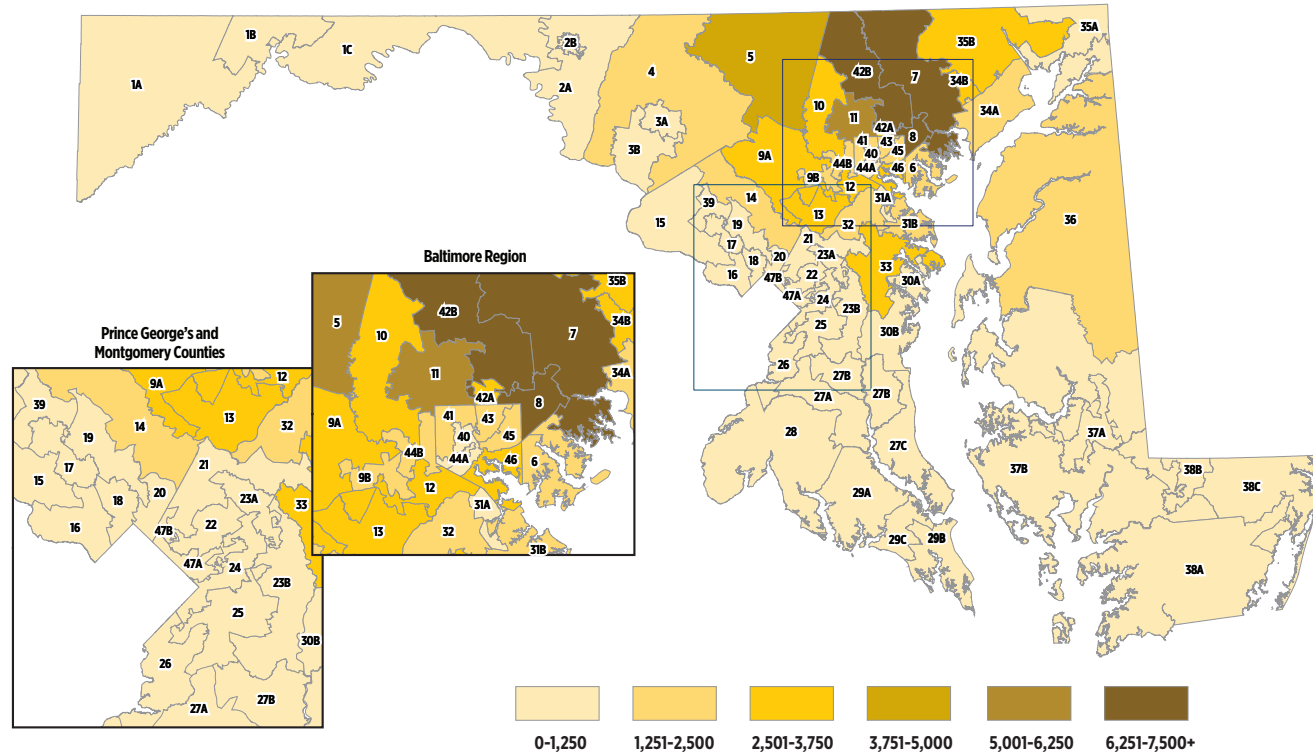 1A
1B
1C
2B
2A
4
3A
3B
5
42B
7
35B
35A
34B
34A
10
11
42A
8
43
41
40
45
9A
44B
44A
46
6
9B
12
36
31A
13
32
31B
14
39
15
19
17
18
16
20
21
23A
47B
22
47A
24
23B
33
30A
25
30B
26
27B
27A
27B
28
27C
29A
29C
29B
37A
37B
38B
38C
38A
Baltimore Region
35B
42B
5
10
7
34B
34A
11
42A
8
9A
41
43
40
45
44B
44A
46
6
9B
12
31A
13
32
31B
Prince George's and
Montgomery Counties
9A
12
39
13
32
14
19
21
17
15
18
20
23A
33
16
47B
22
47A
24
23B
25
30B
26
27B
27A
0-1,250
1,251-2,500
2,501-3,750
3,751-5,000
5,001-6,250
6,251-7,500+